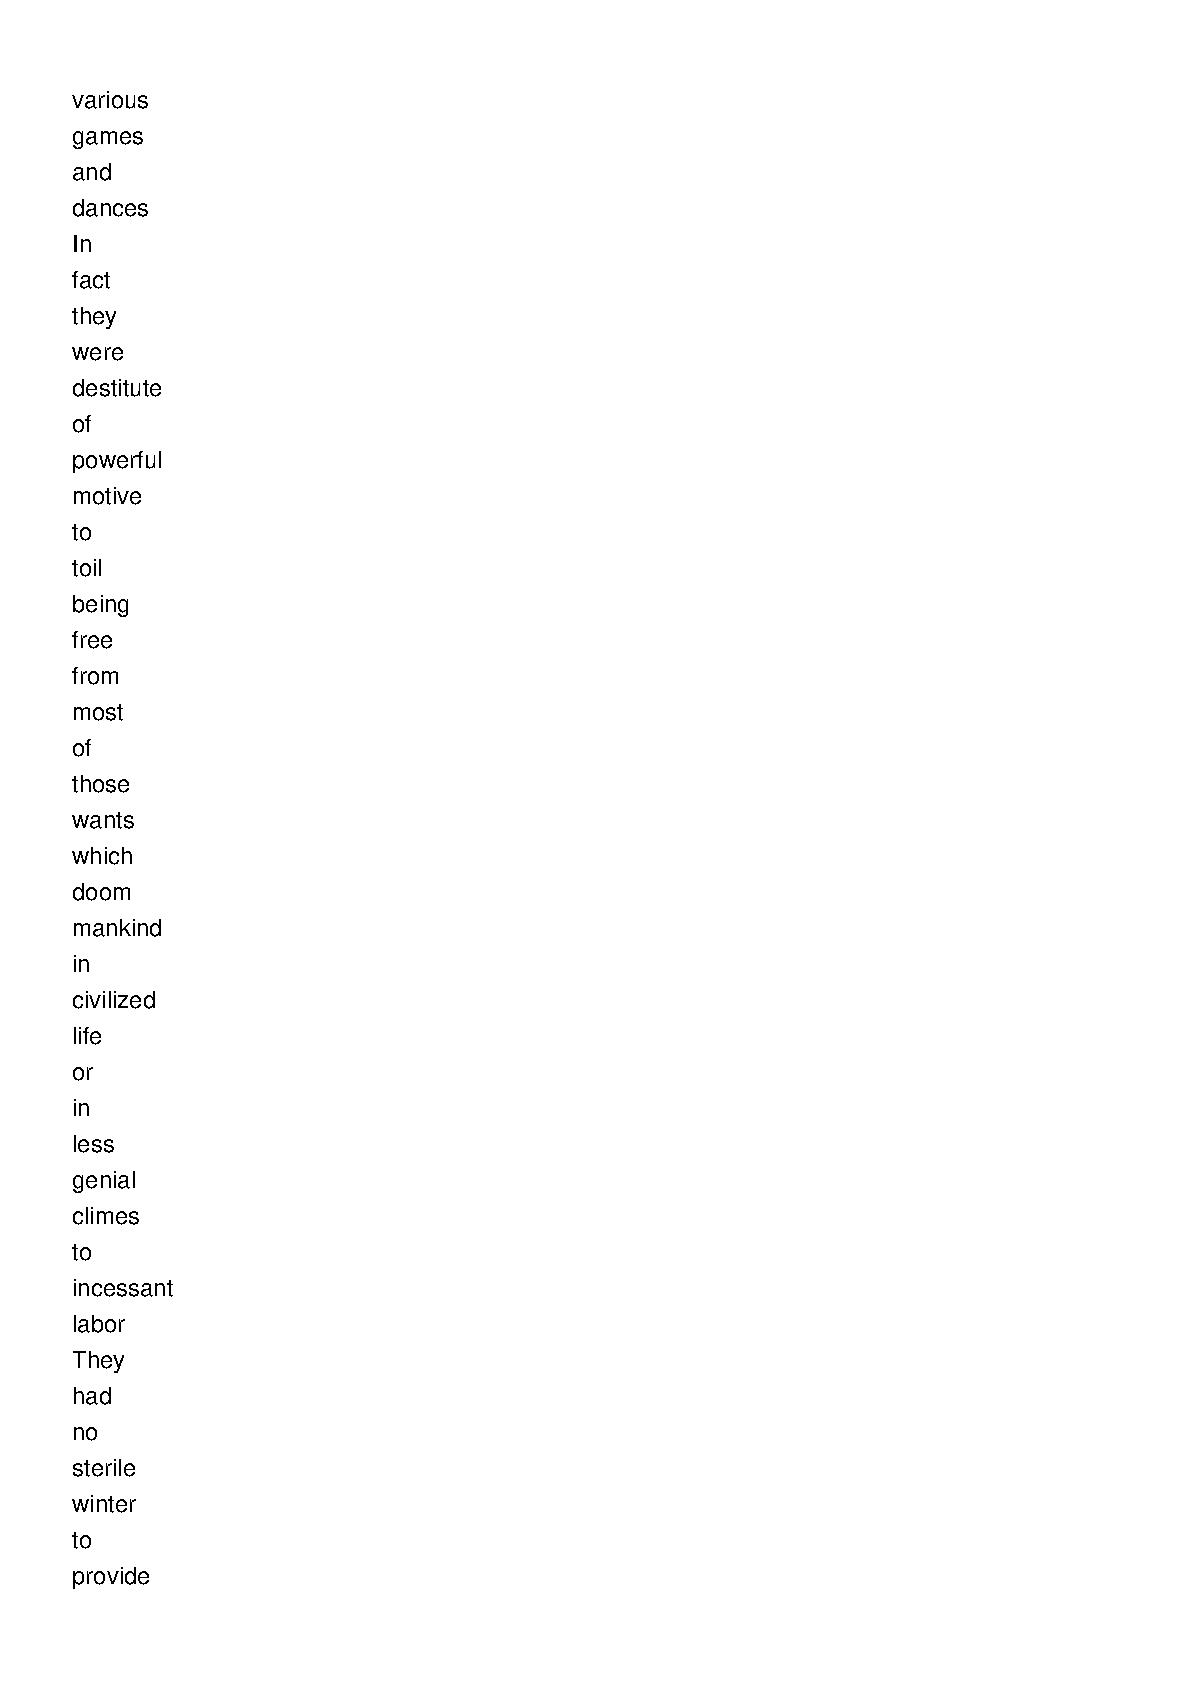 various
games
and
dances
In
fact
they
were
destitute
of
powerful
motive
to
toil
being
free
from
most
of
those
wants
which
doom
mankind
in
civilized
life
or
in
less
genial
climes
to
incessant
labor
They
had
no
sterile
winter
to
provide